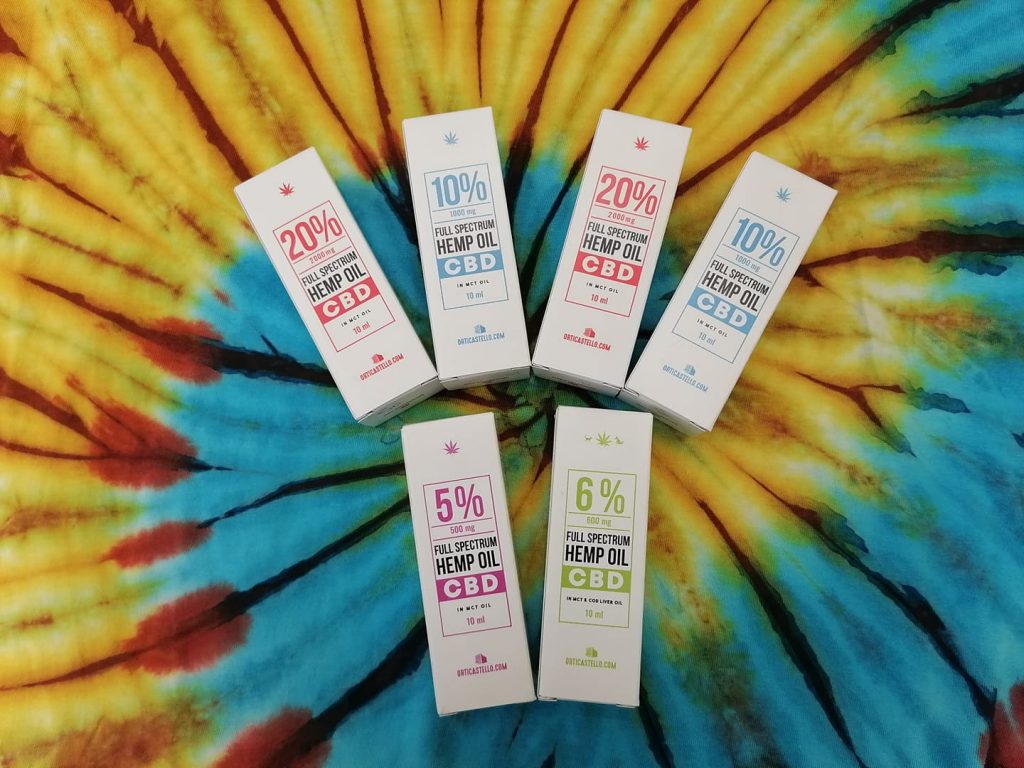 20%
2000 mg
FULL SPECTRUM
HEMP OIL
CBD
IN MCT OIL
10 ml
ORTICASTELLO.COM
10%
1000 mg
FULL SPECTRUM
HEMP OIL
CBD
IN MCT OIL
10 ml
ORTICASTELLO.COM
20%
2000 mg
FULL SPECTRUM
HEMP OIL
CBD
IN MCT OIL
10 ml
ORTICASTELLO.COM
10%
1000 mg
FULL SPECTRUM
HEMP OIL
CBD
IN MCT OIL
10 ml
ORTICASTELLO.COM
5%
500 mg
FULL SPECTRUM
HEMP OIL
CBD
IN MCT OIL
10 ml
ORTICASTELLO.COM
6%
600 mg
FULL SPECTRUM
HEMP OIL
CBD
IN MCT & COD LIVER OIL
10 ml
ORTICASTELLO.COM